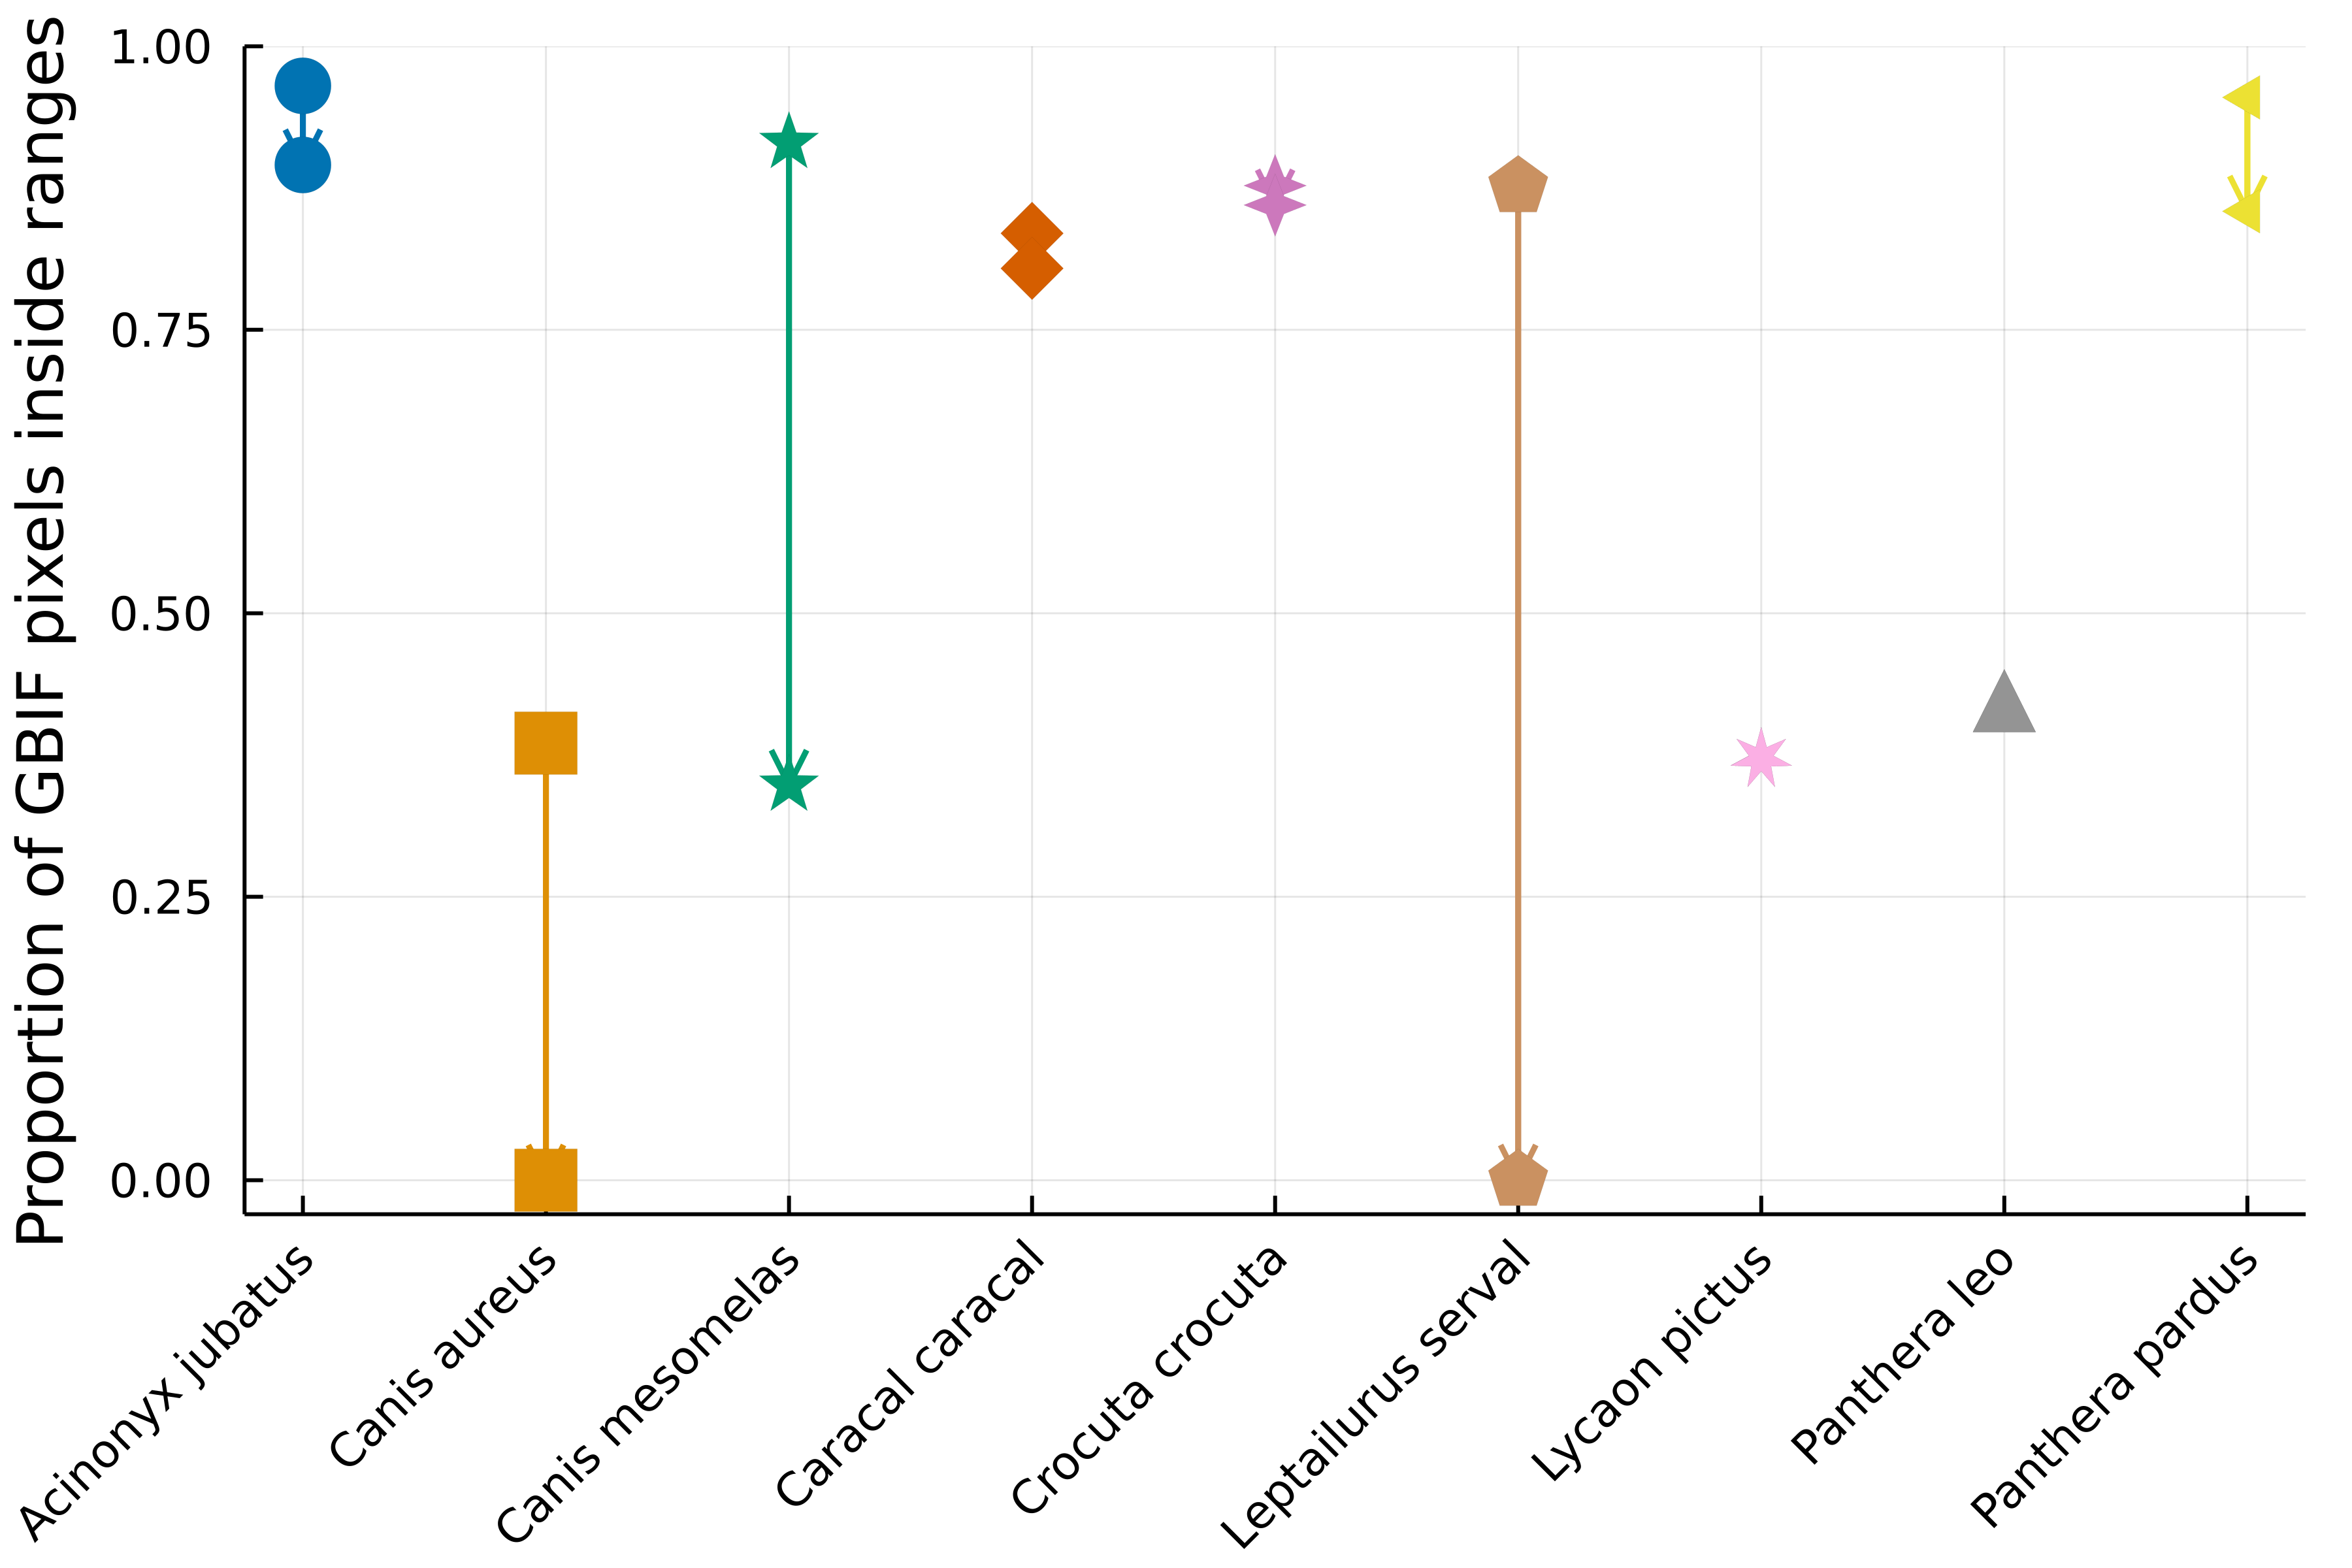 Proportion of GBIF pixels inside ranges
1.00
0.75
0.50
0.25
0.00
Acinonyx jubatus
Canis aureus
Canis mesomelas
Caracal caracal
Crocuta crocuta
Leptailurus serval
Lycaon pictus
Panthera leo
Panthera pardus